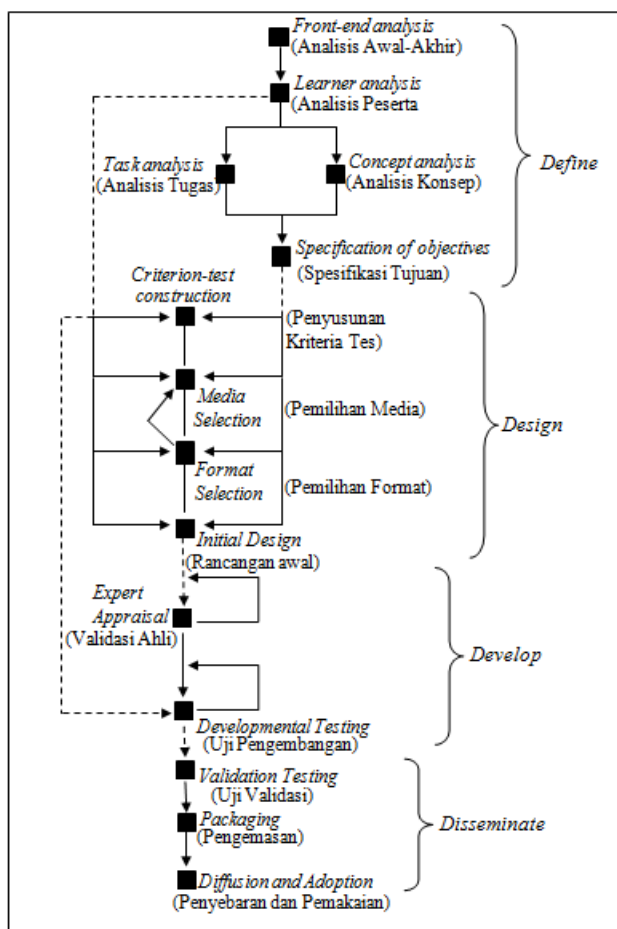 Front-end analysis
(Analisis Awal-Akhir)
Learner analysis
(Analisis Peserta
Task analysis
(Analisis Tugas)
Concept analysis
(Analisis Konsep)
Define
Specification of objectives
(Spesifikasi Tujuan)
Criterion-test
construction
(Penyusunan
Kriteria Tes)
Media
Selection
(Pemilihan Media)
Design
Format
Selection
(Pemilihan Format)
Initial Design
(Rancangan awal)
Expert
Appraisal
(Validasi Ahli)
Develop
Developmental Testing
(Uji Pengembangan)
Validation Testing
(Uji Validasi)
Packaging
(Pengemasan)
Disseminate
Diffusion and Adoption
(Penyebaran dan Pemakaian)